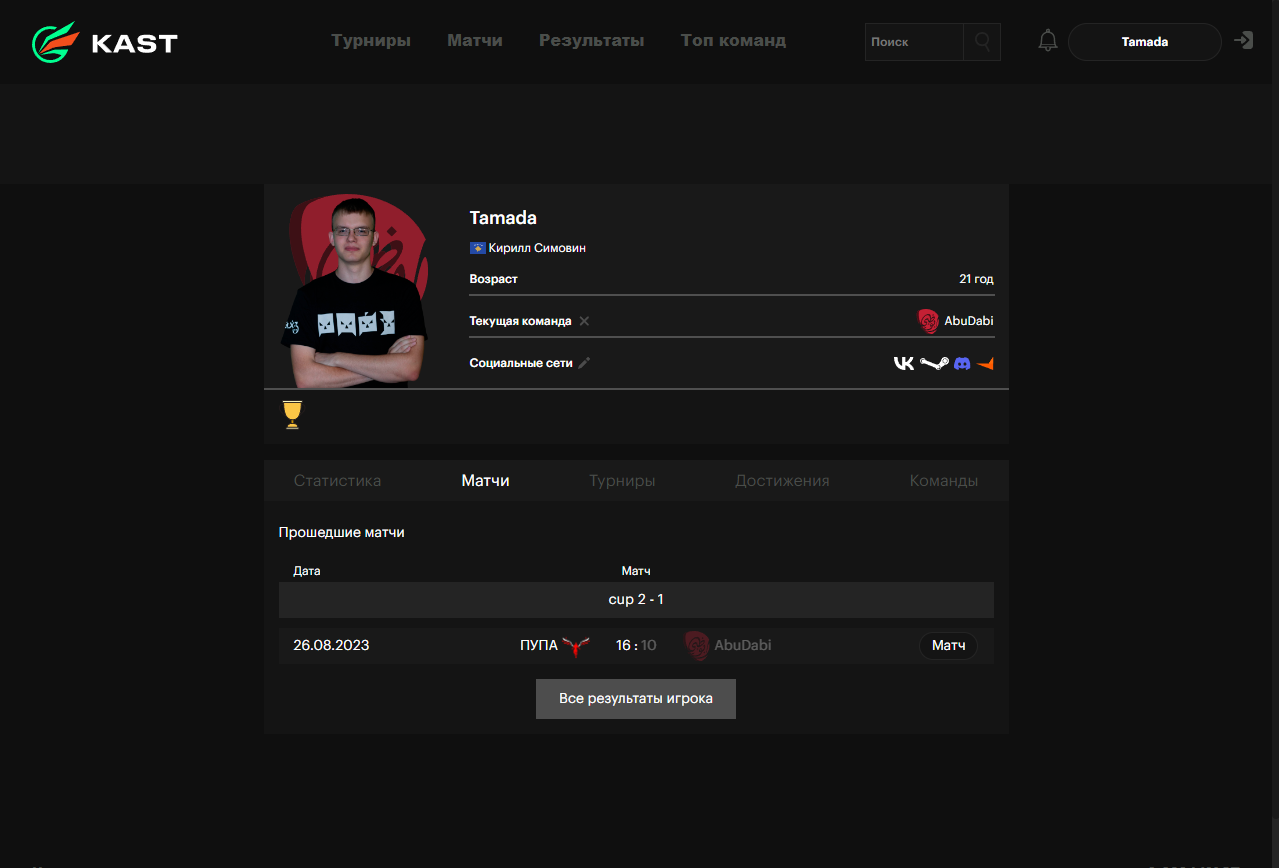 KAST
Турниры Матчи Результаты Топ команд
Поиск
Tamada
Tamada
Кирилл Симовин
Возраст 21 год
Текущая команда AbuDabi
Социальные сети
Статистика Матчи Турниры Достижения Команды
Прошедшие матчи
Дата Матч
cup 2 - 1
26.08.2023 ПУПА 16 : 10 AbuDabi Матч
Все результаты игрока